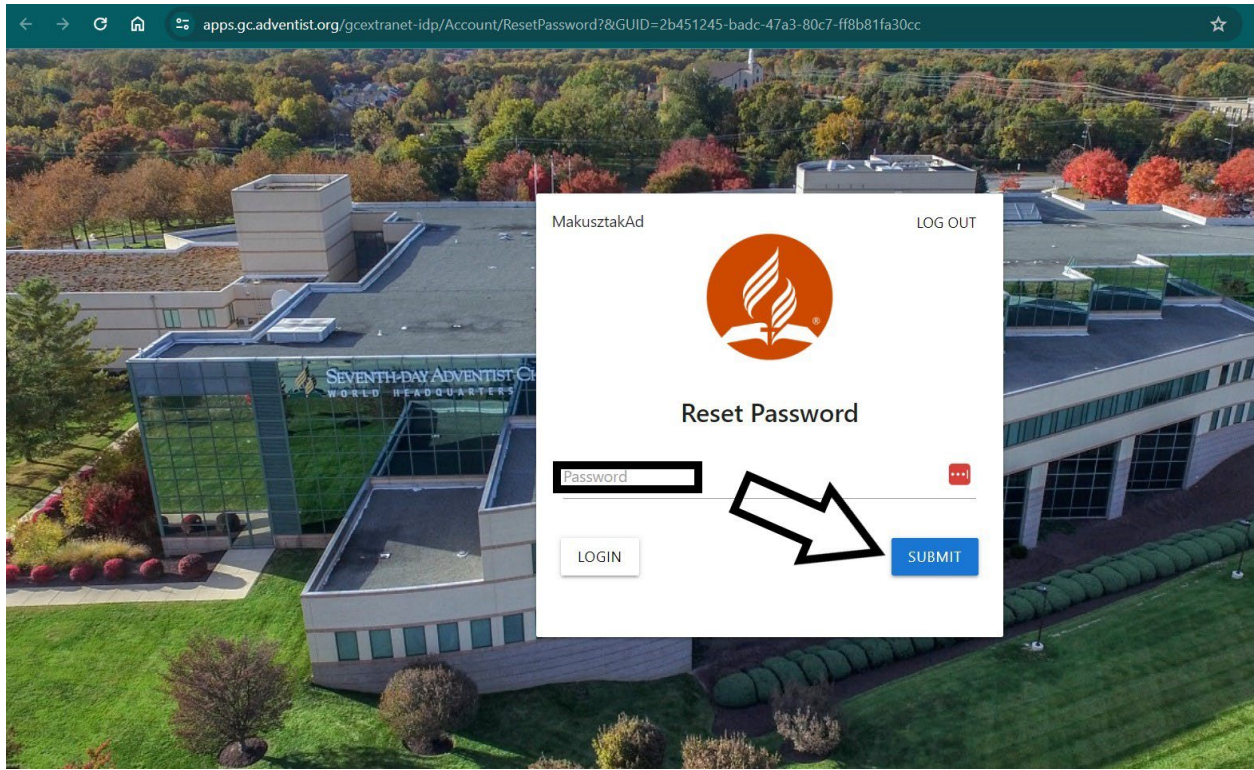 apps.gc.adventist.org/gcextranet-idp/Account/ResetPassword?&GUID=2b451245-badc-47a3-80c7-ff8b81fa30cc
MakusztakAd
LOG OUT
®
SEVENTH-DAY ADVENTIST CH
WORLD HEADQUARTERS
Reset Password
Password
LOGIN
SUBMIT